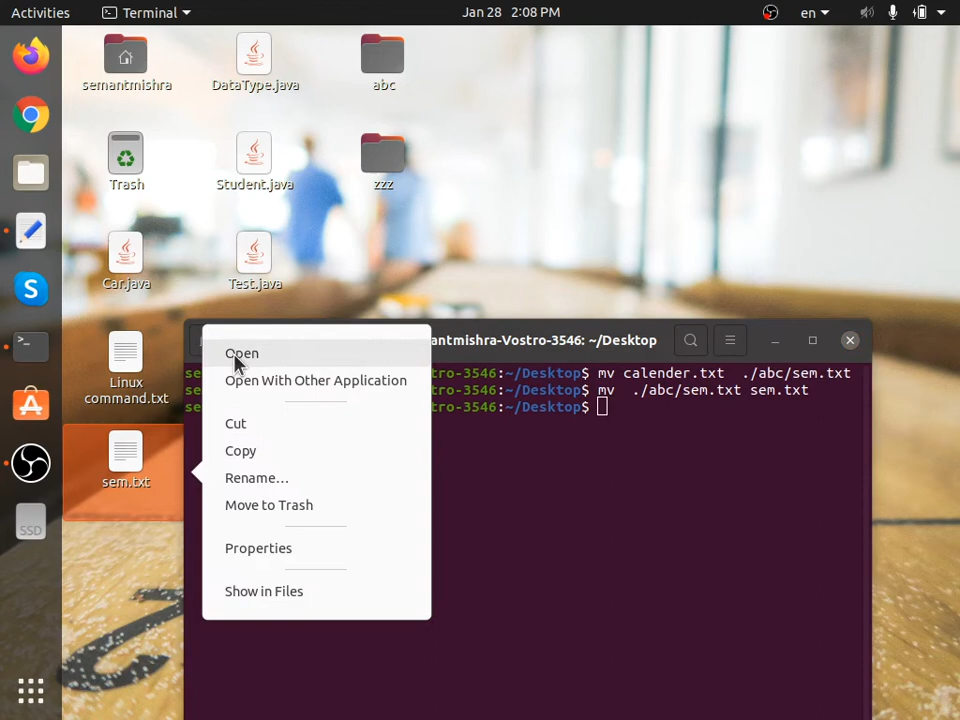 Activities
Terminal
Jan 28 2:08 PM
en
semantmishra
DataType.java
abc
Trash
Student.java
zzz
Car.java
Test.java
Linux
command.txt
sem.txt
SSD
antmishra-Vostro-3546: ~/Desktop
se tro-3546:~/Desktop$ mv calender.txt ./abc/sem.txt
se tro-3546:~/Desktop$ mv ./abc/sem.txt sem.txt
se tro-3546:~/Desktop$
Open
Open With Other Application
Cut
Copy
Rename...
Move to Trash
Properties
Show in Files